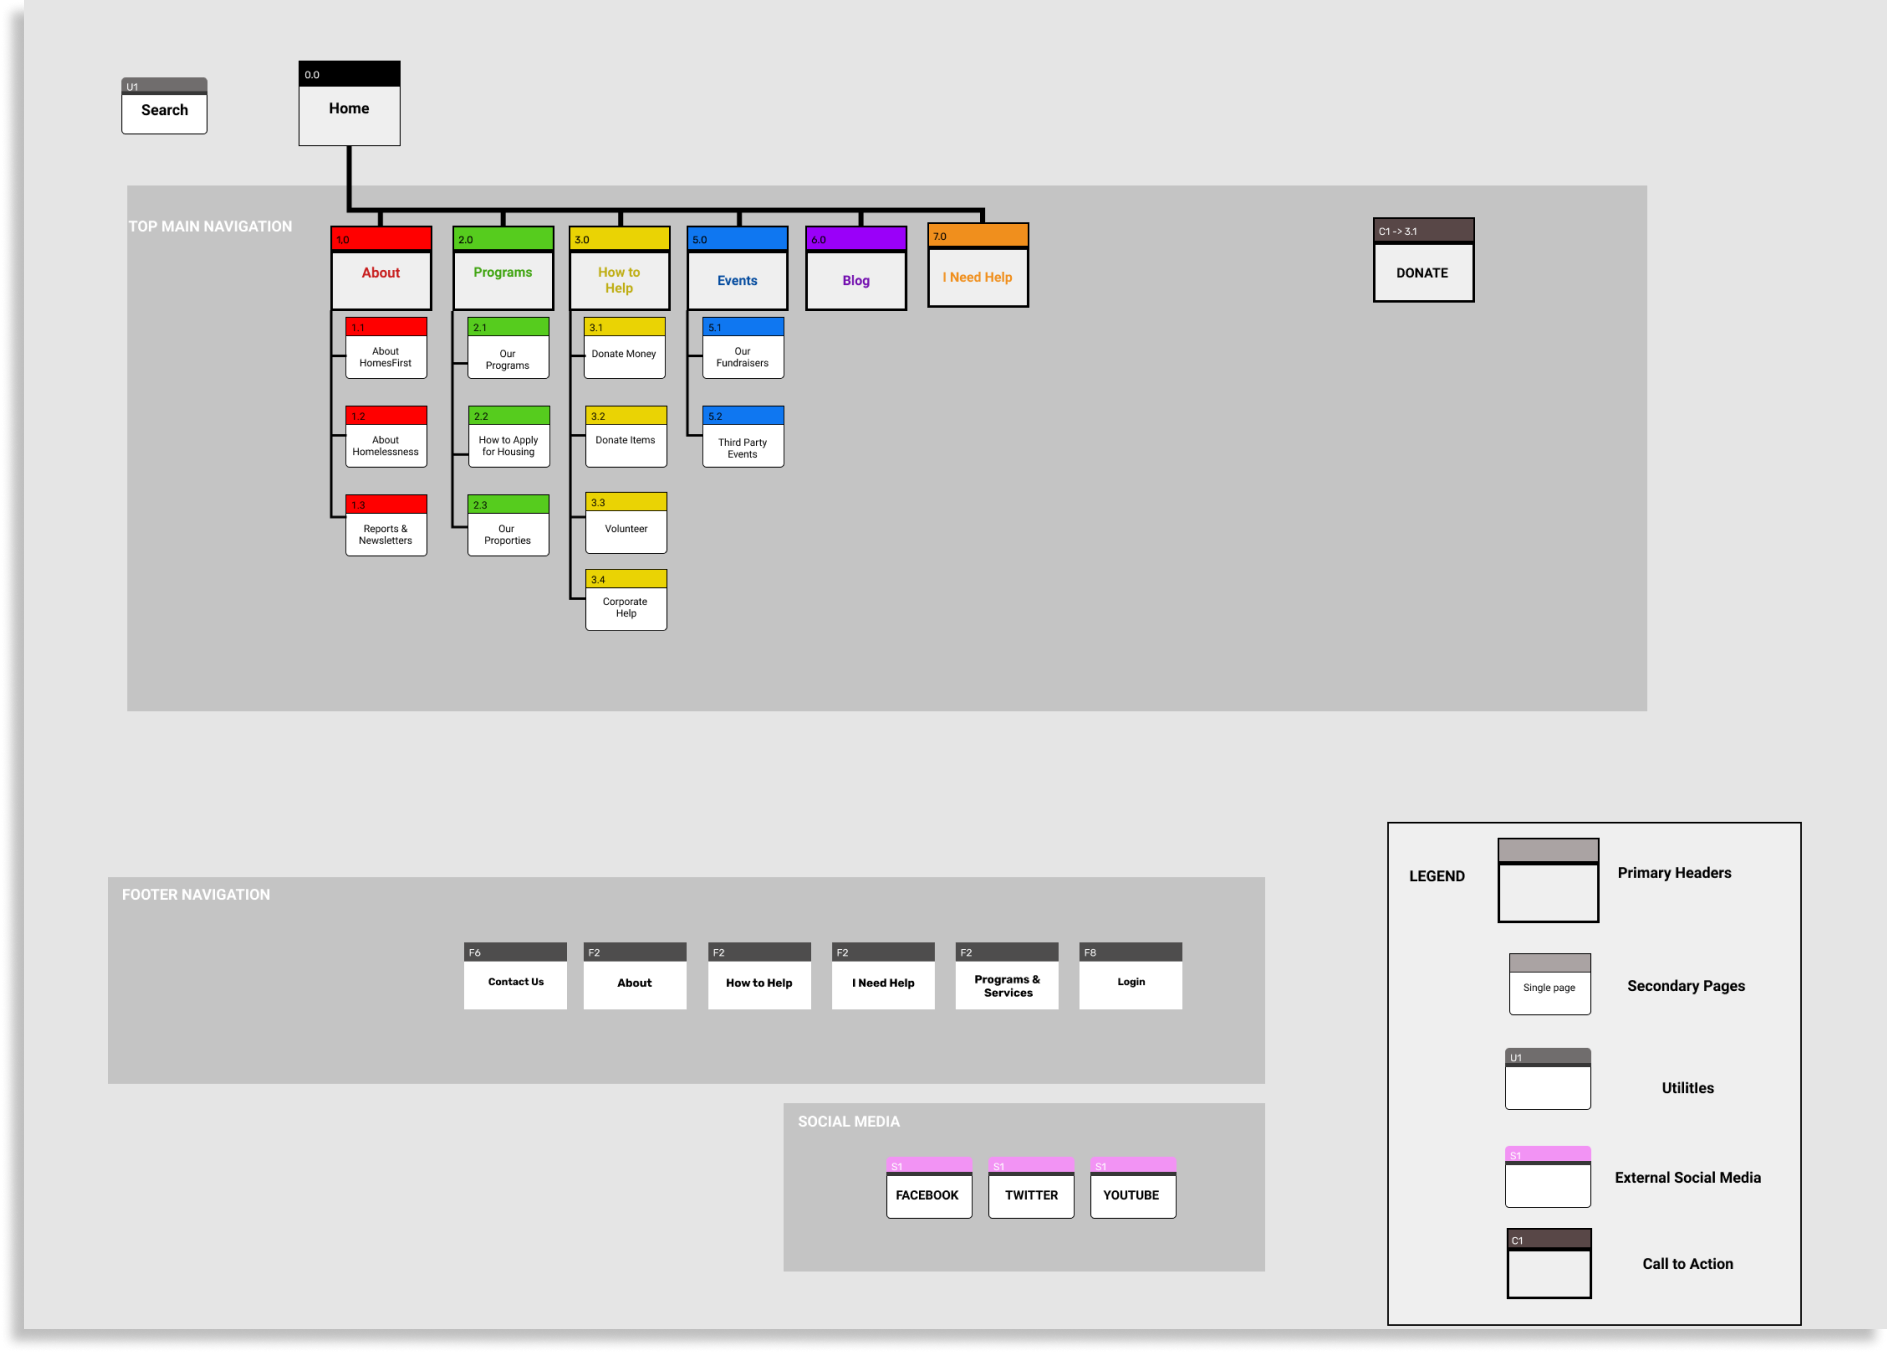 U1
Search
0.0
Home
TOP MAIN NAVIGATION
1.0
About
1.1
About
HomesFirst
1.2
About
Homelessness
1.3
Reports &
Newsletters
2.0
Programs
2.1
Our
Programs
2.2
How to Apply
for Housing
2.3
Our
Proporties
3.0
How to
Help
3.1
Donate Money
3.2
Donate Items
3.3
Volunteer
3.4
Corporate
Help
5.0
Events
5.1
Our
Fundraisers
5.2
Third Party
Events
6.0
Blog
7.0
I Need Help
C1 -> 3.1
DONATE
FOOTER NAVIGATION
F6
Contact Us
F2
About
F2
How to Help
F2
I Need Help
F2
Programs &
Services
F8
Login
SOCIAL MEDIA
S1
FACEBOOK
S1
TWITTER
S1
YOUTUBE
LEGEND
Primary Headers
Single page
Secondary Pages
U1
Utilitles
S1
External Social Media
C1
Call to Action